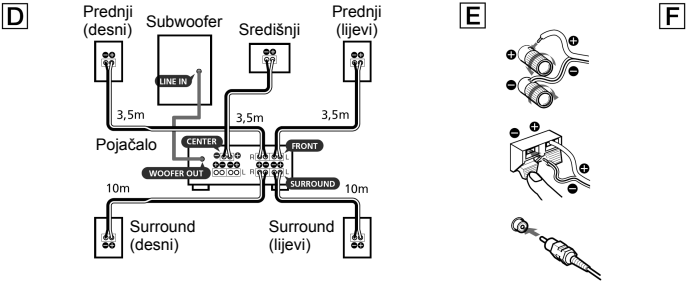 D
Prednji
(desni)
Subwoofer
Središnji
Prednji
(lijevi)
LINE IN
3,5m
3,5m
3,5m
Pojačalo
CENTER
R
L
FRONT
WOOFER OUT
L
R
L
SURROUND
10m
10m
Surround
(desni)
Surround
(lijevi)
E
F